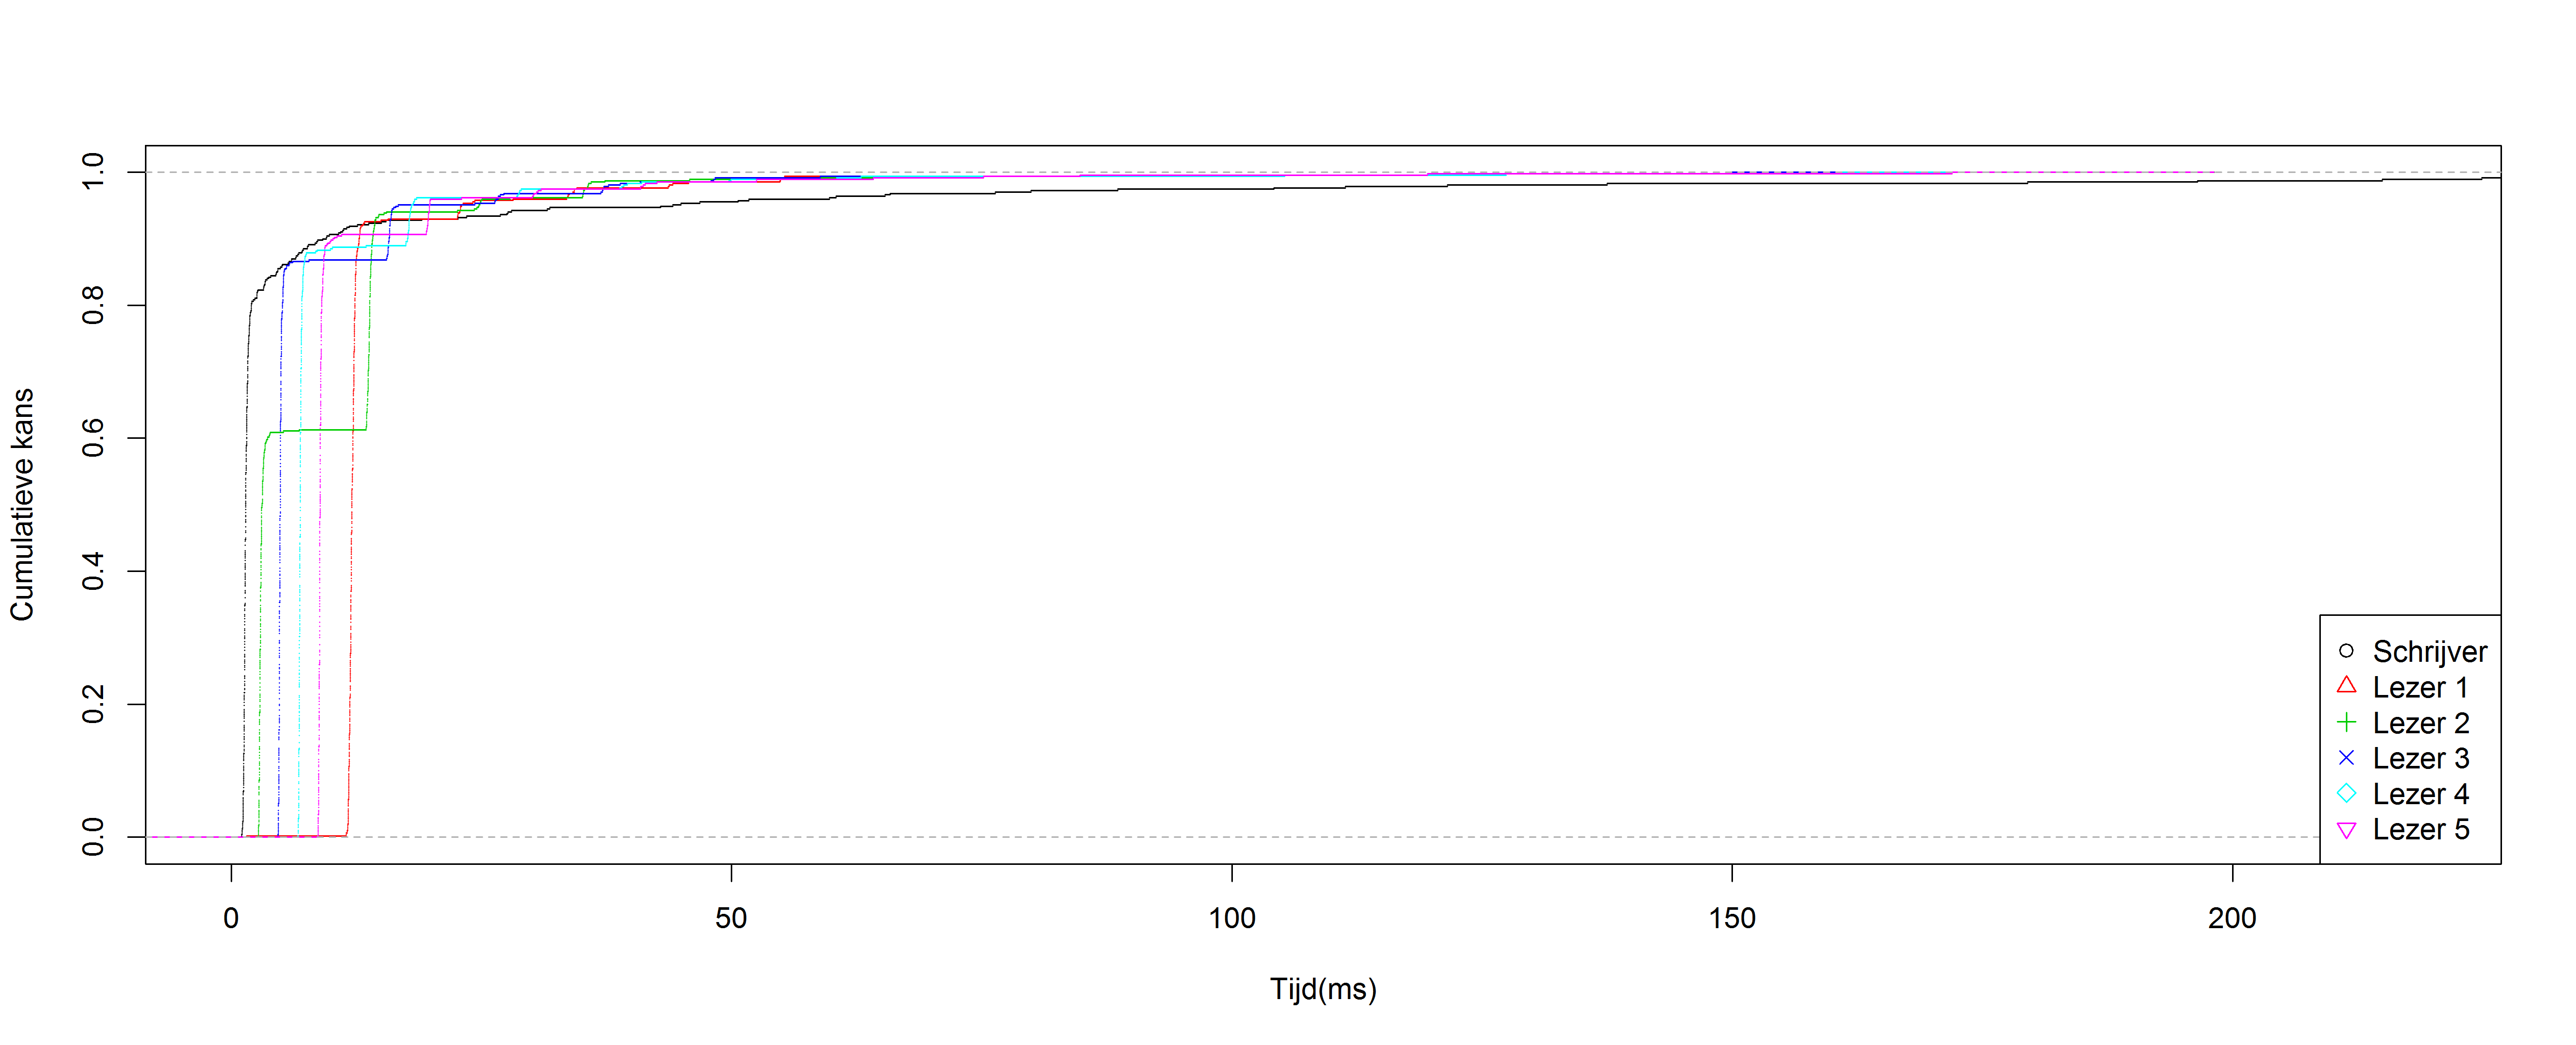 Cumulatieve kans
1.0
0.8
0.6
0.4
0.2
0.0
Schrijver
Lezer 1
Lezer 2
Lezer 3
Lezer 4
Lezer 5
0 50 100 150 200
Tijd(ms)